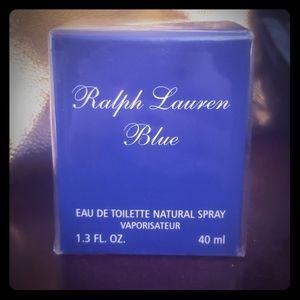 Ralph Lauren
Blue
EAU DE TOILETTE NATURAL SPRAY
VAPORISATEUR
1.3 FL. OZ. 40 ml